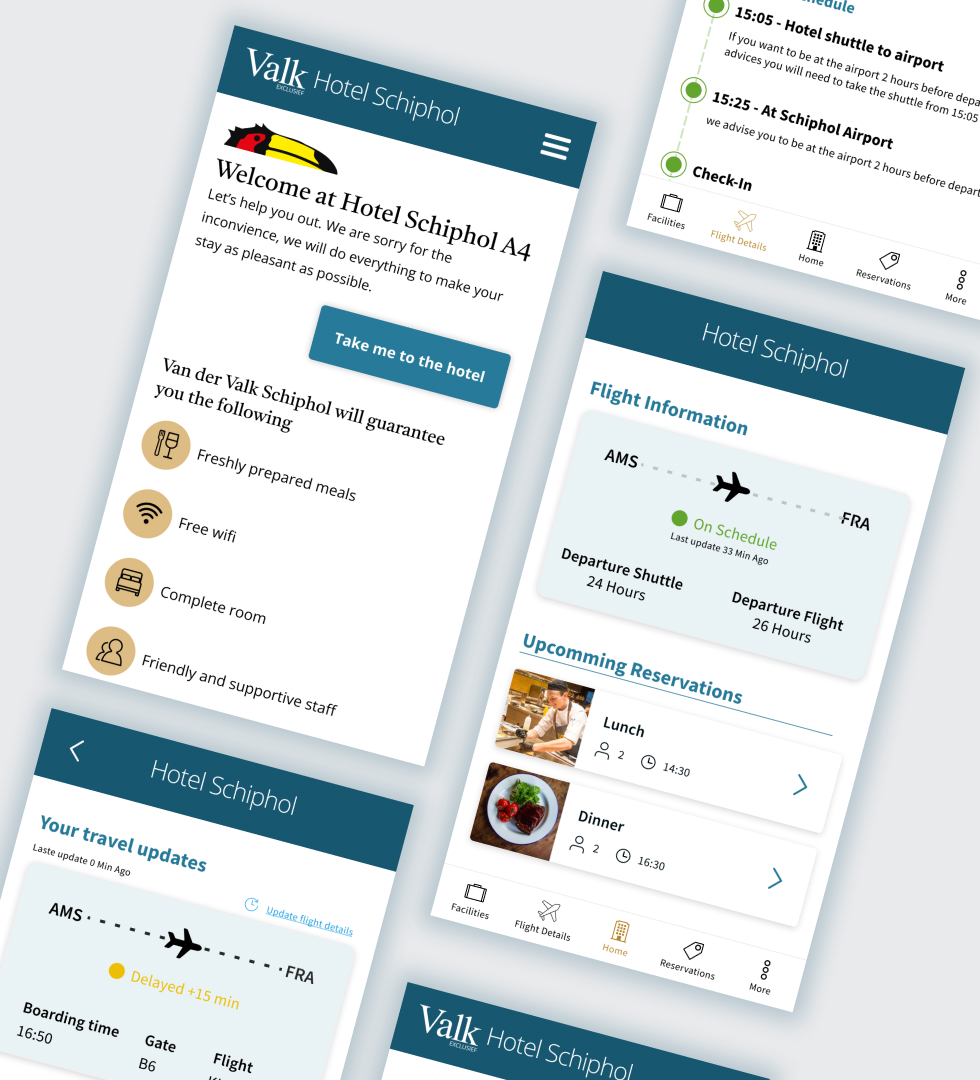 Valk
EXCLUSIEF
Hotel Schiphol
Welcome at Hotel Schiphol A4
Let's help you out. We are sorry for the
inconvience, we will do everything to make your
stay as pleasant as possible.
Take me to the hotel
Van der Valk Schiphol will guarantee
you the following
Freshly prepared meals
Free wifi
Complete room
Friendly and supportive staff
15:05 - Hotel shuttle to airport
If you want to be at the airport 2 hours before
advices you will need to take the shuttle from 15:05
15:25 - At Schiphol Airport
we advise you to be at the airport 2 hours before
Check-In
Facilities
Flight Details
Home
Reservations
More
Hotel Schiphol
Flight Information
AMS
FRA
On Schedule
Last update 33 Min Ago
Departure Shuttle
24 Hours
Departure Flight
26 Hours
Upcomming Reservations
Lunch
2
14:30
Dinner
2
16:30
Facilities
Flight Details
Home
Reservations
More
Hotel Schiphol
Your travel updates
Laste update 0 Min Ago
Update flight details
AMS
FRA
Delayed +15 min
Boarding time
16:50
Gate
B6
Flight
Valk
EXCLUSIEF
Hotel Schiphol